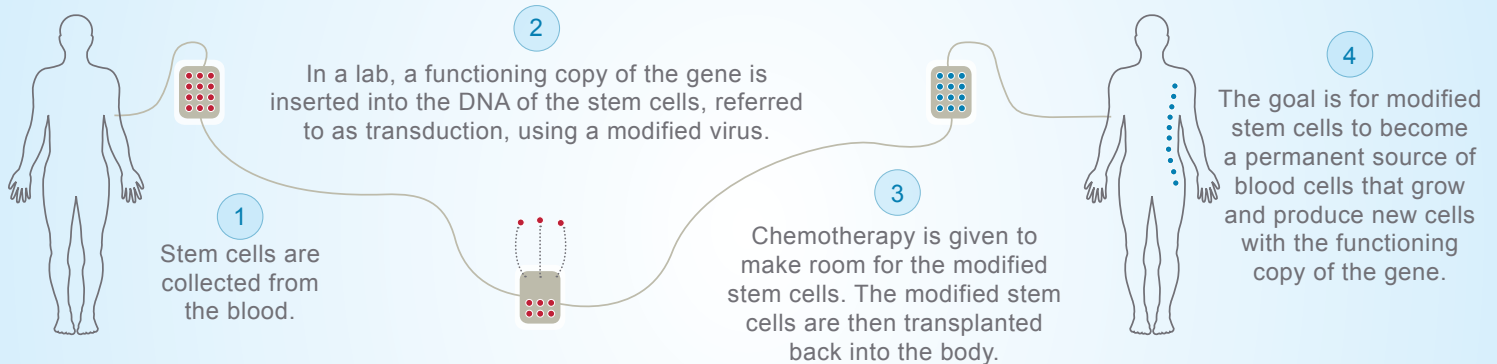 1
Stem cells are
collected from
the blood.
2
In a lab, a functioning copy of the gene is
inserted into the DNA of the stem cells, referred
to as transduction, using a modified virus.
3
Chemotherapy is given to
make room for the modified
stem cells. The modified stem
cells are then transplanted
back into the body.
4
The goal is for modified
stem cells to become
a permanent source of
blood cells that grow
and produce new cells
with the functioning
copy of the gene.